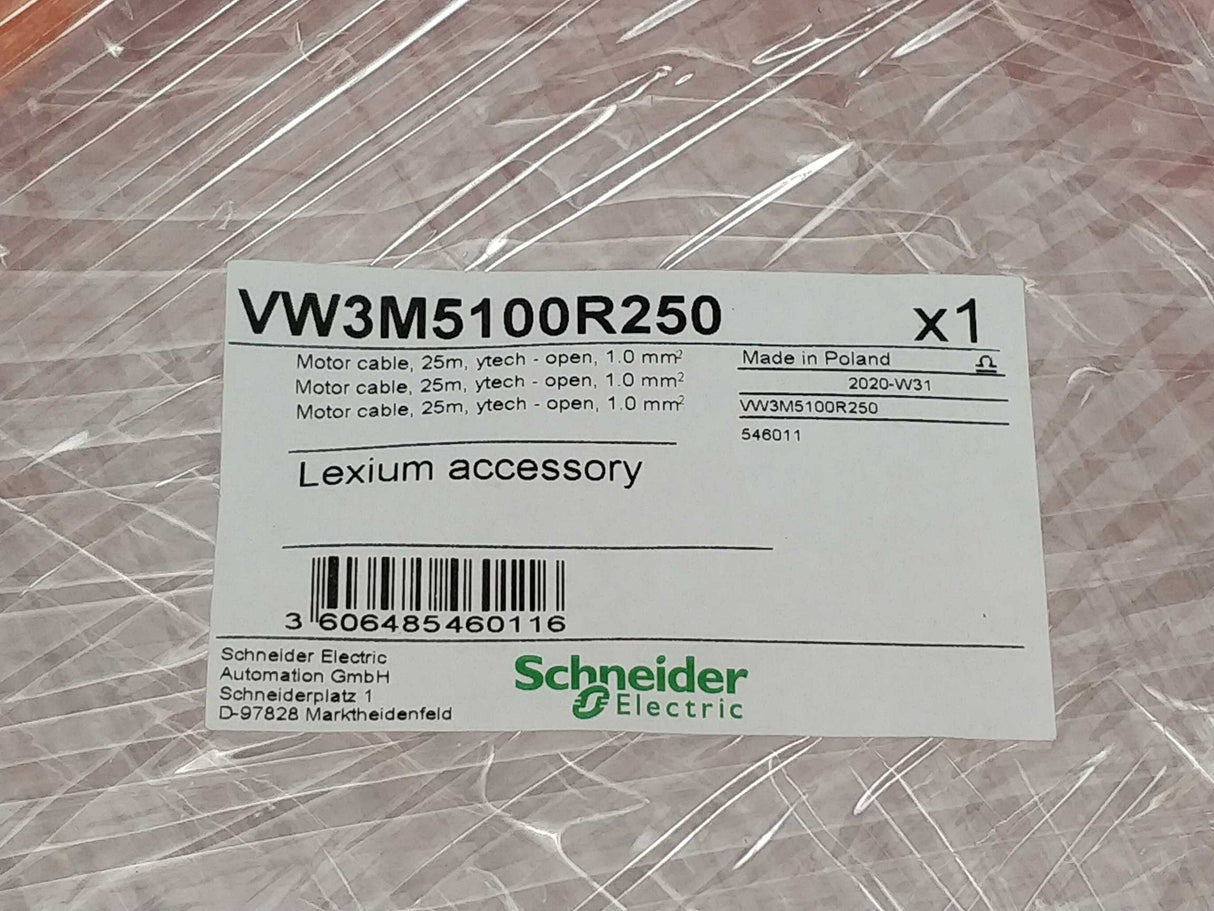 VW3M5100R250 x1
Motor cable, 25m, ytech - open, 1.0 mm²
Motor cable, 25m, ytech - open, 1.0 mm²
Motor cable, 25m, ytech - open, 1.0 mm²
Made in Poland
2020-W31
VW3M5100R250
546011
Lexium accessory
3 606485460116
Schneider Electric
Automation GmbH
Schneiderplatz 1
D-97828 Marktheidenfeld
Schneider
Electric